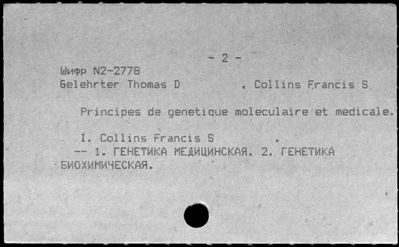 - 2 -
Шифр N2-2778
Gelehrter Thomas D , Collins Francis S
Principes de genetique moleculaire et medicale.
I. Collins Francis S .
-- 1. ГЕНЕТИКА МЕДИЦИНСКАЯ. 2. ГЕНЕТИКА
БИОХИМИЧЕСКАЯ.